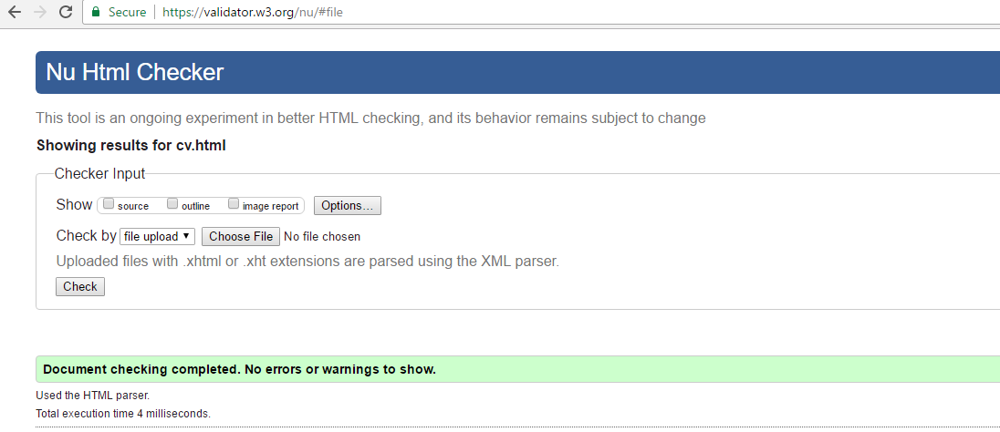 Secure https://validator.w3.org/nu/#file
Nu Html Checker
This tool is an ongoing experiment in better HTML checking, and its behavior remains subject to change
Showing results for cv.html
Checker Input
Show source outline image report Options...
Check by file upload Choose File No file chosen
Uploaded files with .xhtml or .xht extensions are parsed using the XML parser.
Check
Document checking completed. No errors or warnings to show.
Used the HTML parser.
Total execution time 4 milliseconds.